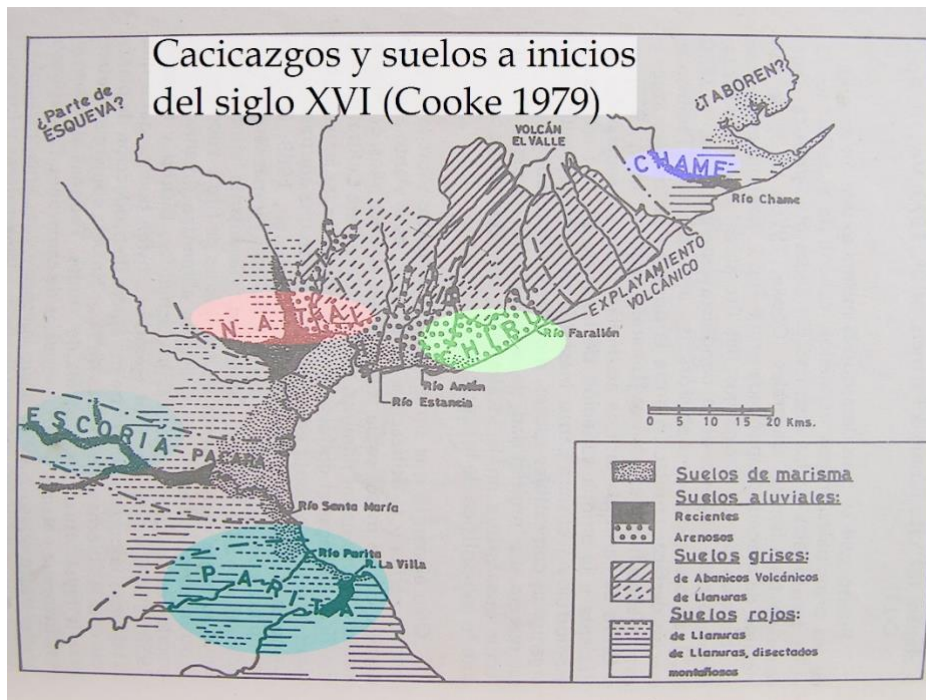 Cacicazgos y suelos a inicios
del siglo XVI (Cooke 1979)
¿Parte de
ESQUEVA?
¿TABOREN?
VOLCÁN
EL VALLE
CHAME
Río Chame
EXPLAYAMIENTO
VOLCÁNICO
NATA
CHIRU
Río Farallón
Río Antón
Río Estancia
ESCORIA
PACARA
0 5 10 15 20 Kms.
Río Santa María
Río Parita
R. La Villa
PARITA
Suelos de marisma
Suelos aluviales:
Recientes
Arenosos
Suelos grises:
de Abanicos Volcánicos
de Llanuras
Suelos rojos:
de Llanuras
de Llanuras, disectados
montañosos